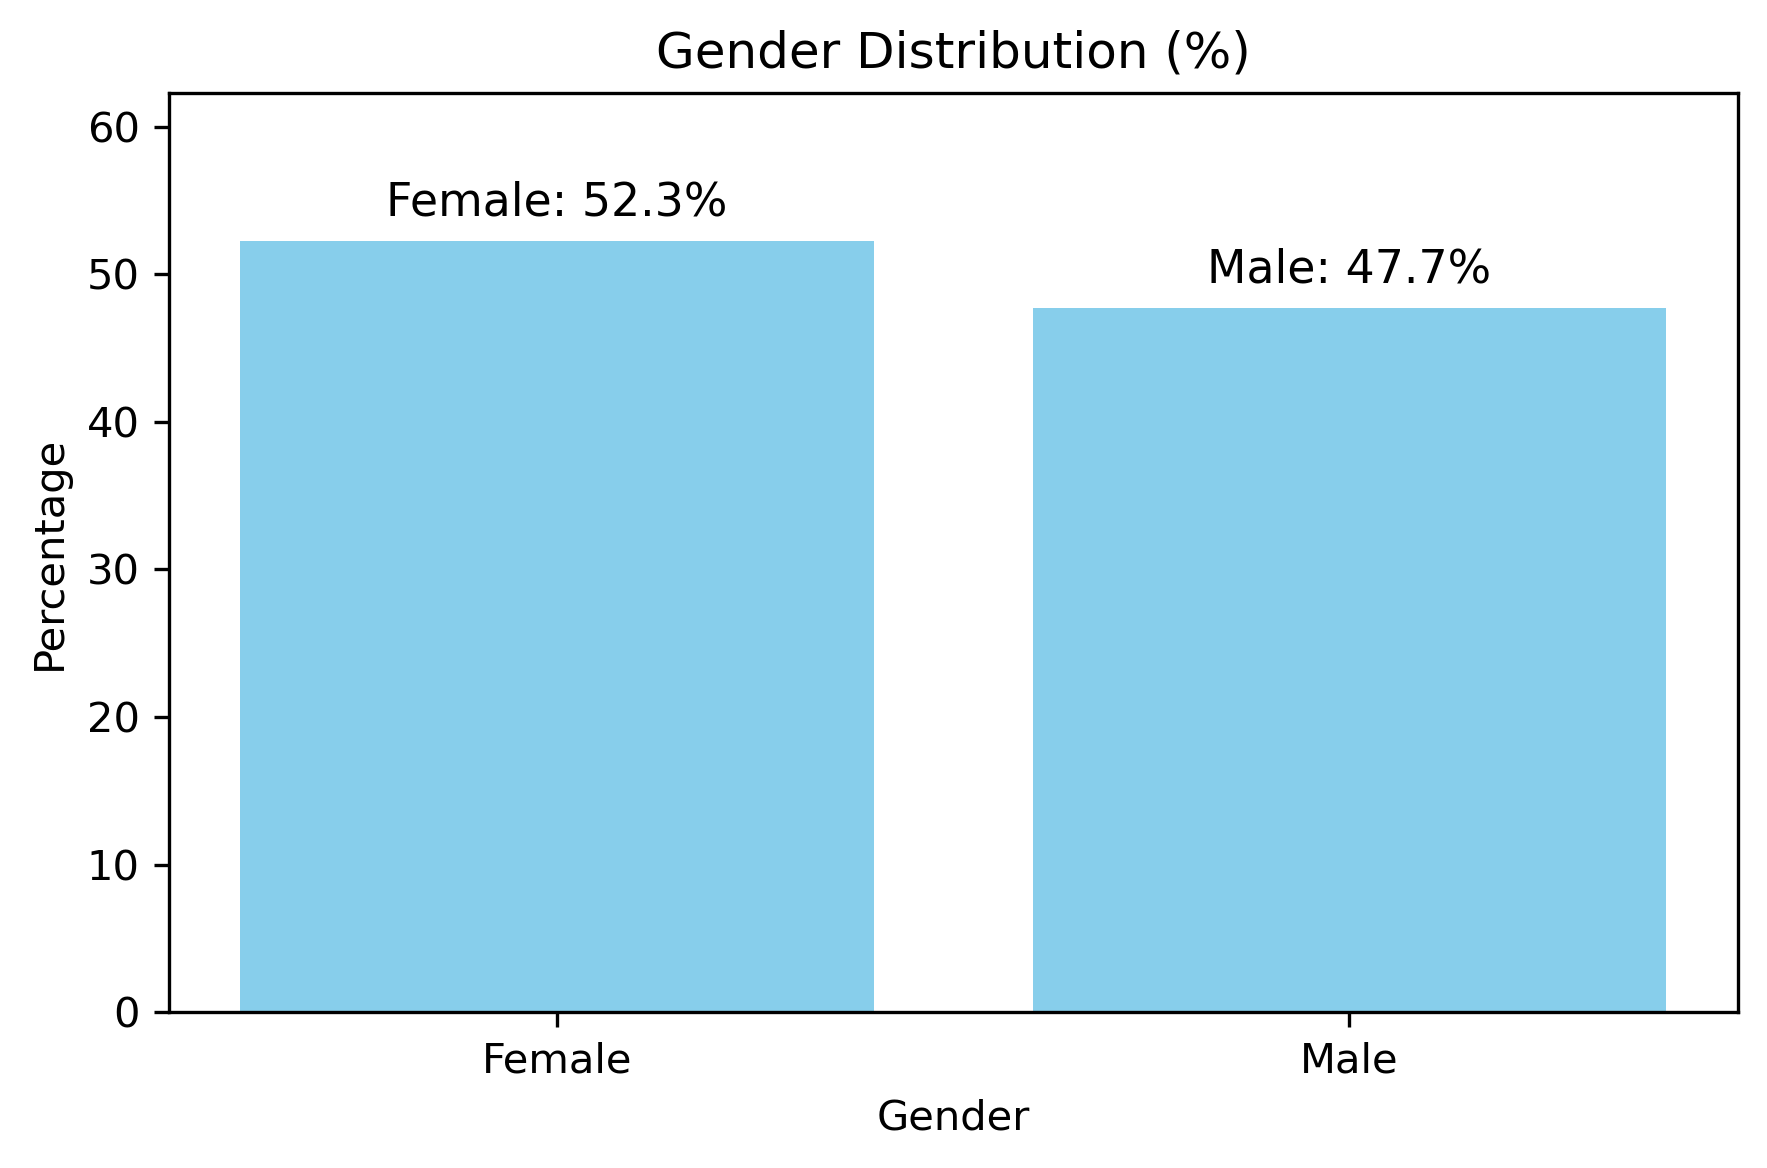 Gender Distribution (%)
60
50
40
30
20
10
0
Percentage
Female: 52.3%
Male: 47.7%
Female
Male
Gender